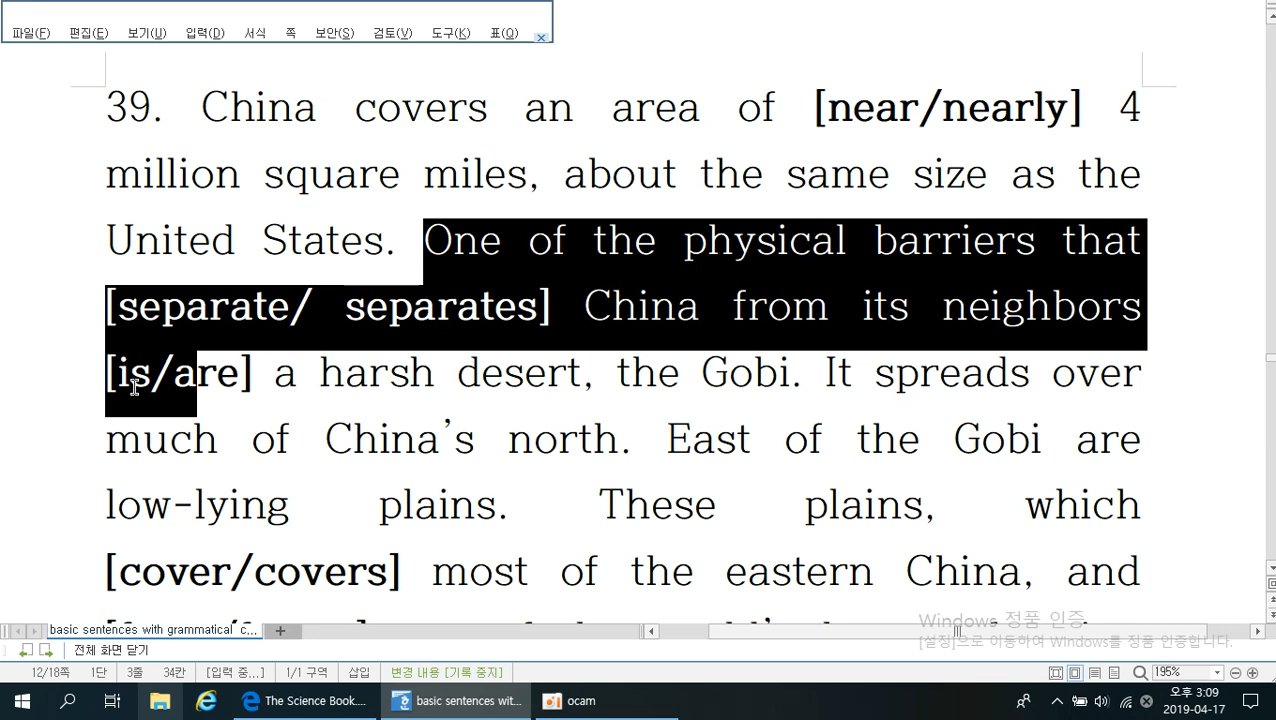 파일(F) 편집(E) 보기(U) 입력(D) 서식 쪽 보안(S) 검토(V) 도구(K) 표(Q)
39. China covers an area of [near/nearly] 4
million square miles, about the same size as the
United States. One of the physical barriers that
[separate/ separates] China from its neighbors
[is/are] a harsh desert, the Gobi. It spreads over
much of China's north. East of the Gobi are
low-lying plains. These plains, which
[cover/covers] most of the eastern China, and
Windows 정품 인증
[설정]으로 이동하여 Windows를 정품 인증합니다.
basic sentences with grammatical c...
전체 화면 닫기
12/18쪽 1단 3줄 34칸 [입력 중...] 1/1 구역 삽입 변경 내용 [기록 중지] 195%
The Science Book.... basic sentences wit... ocam
오후 3:09
2019-04-17